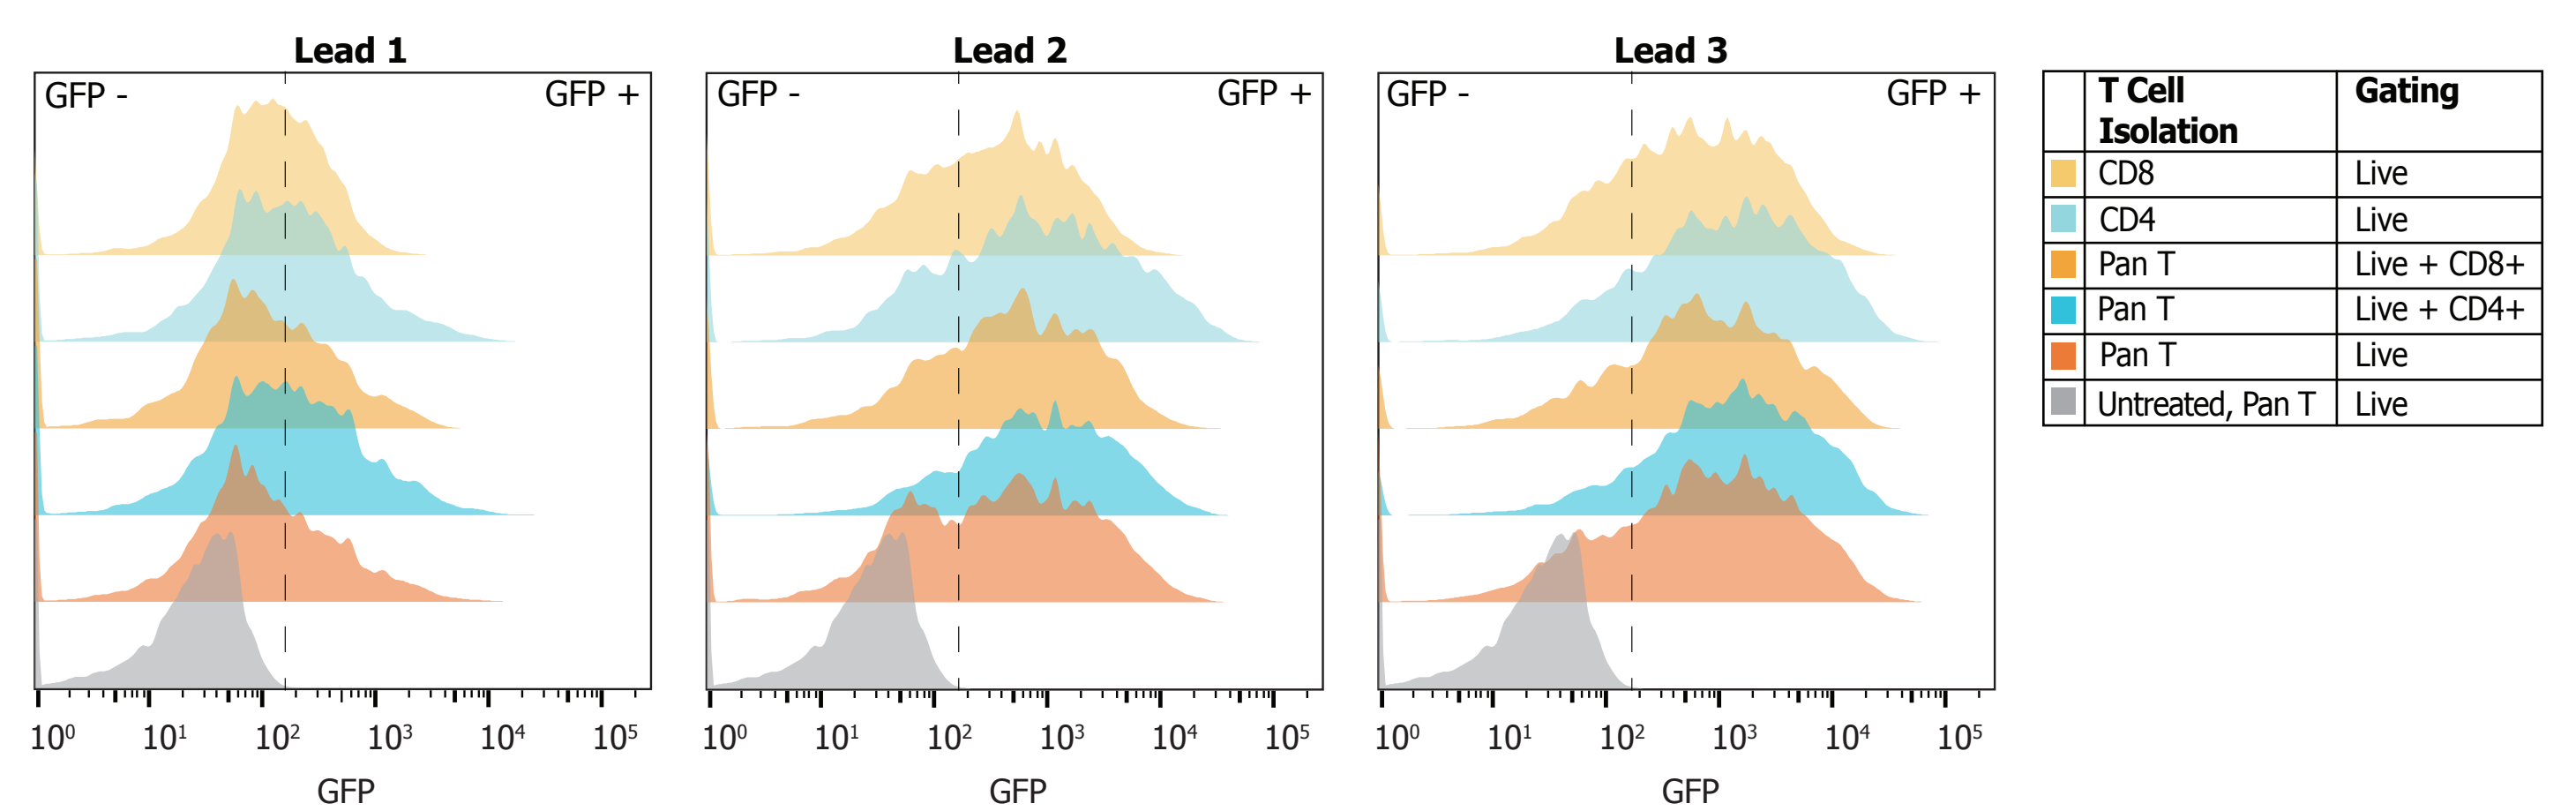 Lead 1
GFP -
GFP +
10⁰ 10¹ 10² 10³ 10⁴ 10⁵
GFP
Lead 2
GFP -
GFP +
10⁰ 10¹ 10² 10³ 10⁴ 10⁵
GFP
Lead 3
GFP -
GFP +
10⁰ 10¹ 10² 10³ 10⁴ 10⁵
GFP
T Cell Isolation Gating
CD8 Live
CD4 Live
Pan T Live + CD8+
Pan T Live + CD4+
Pan T Live
Untreated, Pan T Live